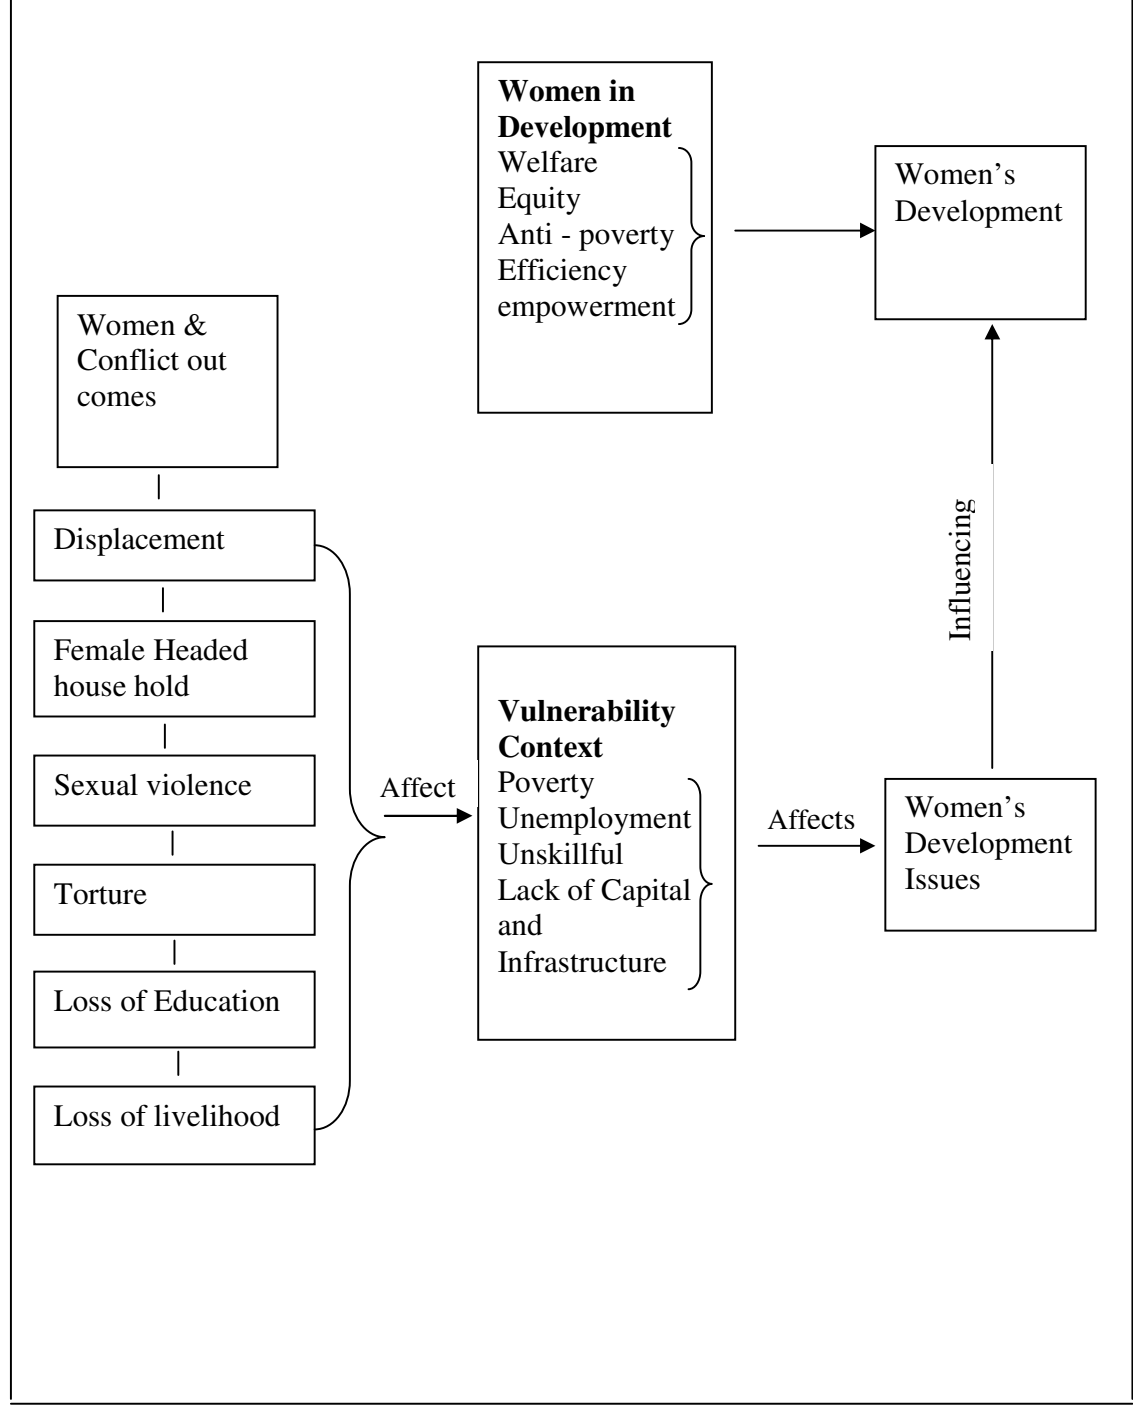 Women in
Development
Welfare
Equity
Anti - poverty
Efficiency
empowerment
Women’s
Development
Women &
Conflict out
comes
Displacement
Female Headed
house hold
Sexual violence
Torture
Loss of Education
Loss of livelihood
Affect
Vulnerability
Context
Poverty
Unemployment
Unskillful
Lack of Capital
and
Infrastructure
Affects
Women’s
Development
Issues
Influencing